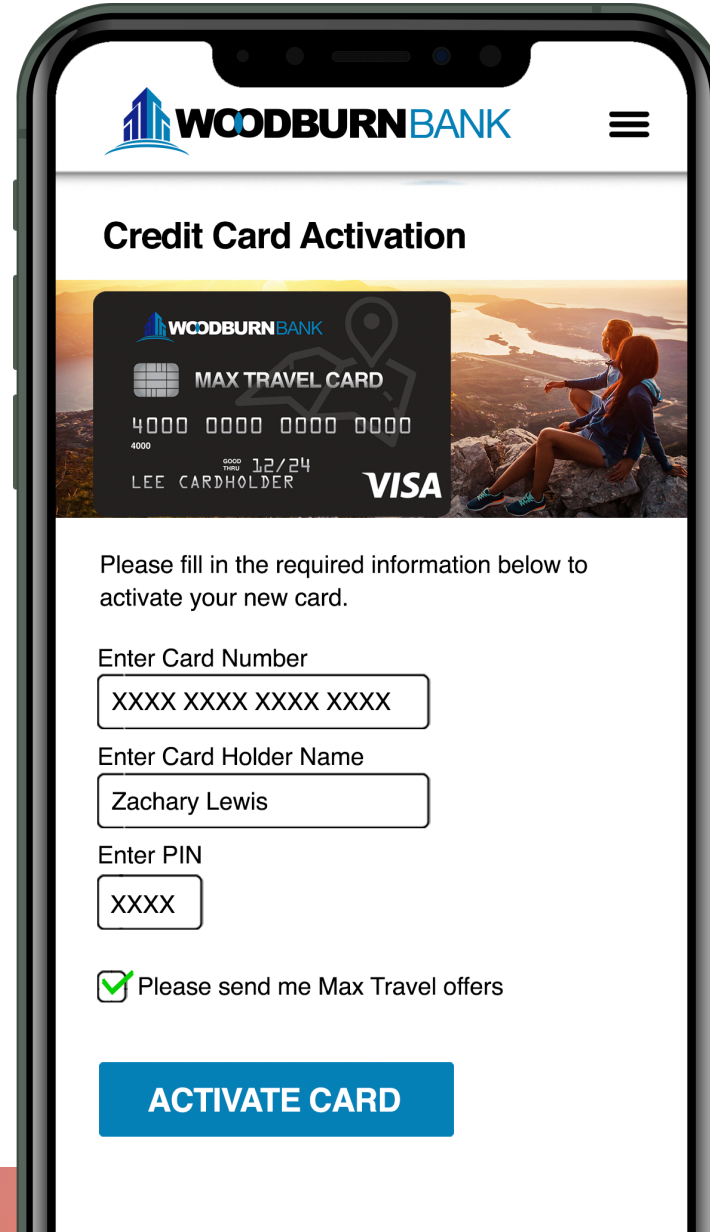 WOODBURNBANK
Credit Card Activation
WOODBURNBANK
MAX TRAVEL CARD
4000 0000 0000 0000
4000
GOOD THRU 12/24
LEE CARDHOLDER
VISA
Please fill in the required information below to
activate your new card.
Enter Card Number
XXXX XXXX XXXX XXXX
Enter Card Holder Name
Zachary Lewis
Enter PIN
XXXX
Please send me Max Travel offers
ACTIVATE CARD